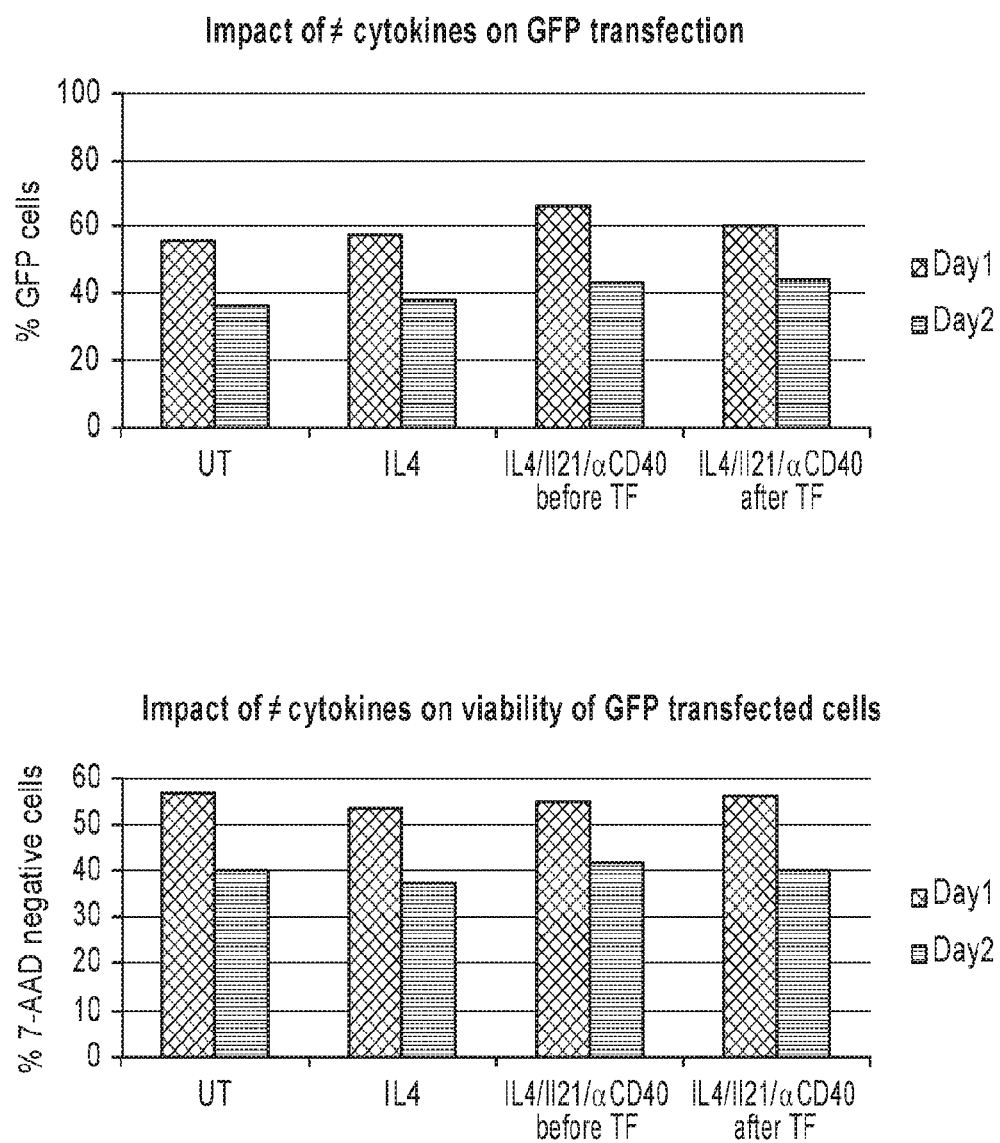 Impact of ≠ cytokines on GFP transfection
% GFP cells
100
80
60
40
20
0
UT
IL4
IL4/Il21/αCD40
before TF
IL4/Il21/αCD40
after TF
Day1
Day2
Impact of ≠ cytokines on viability of GFP transfected cells
% 7-AAD negative cells
60
50
40
30
20
10
0
UT
IL4
IL4/Il21/αCD40
before TF
IL4/Il21/αCD40
after TF
Day1
Day2